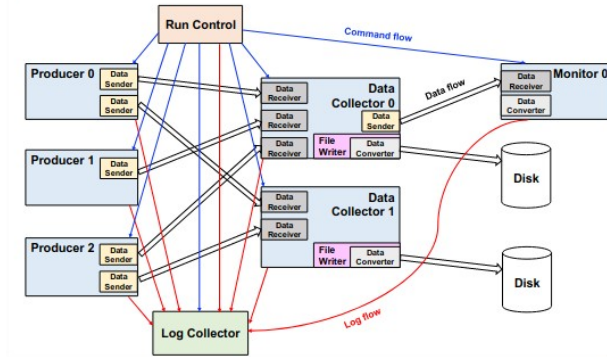 Run Control
Command flow
Producer 0
Data
Sender
Data
Sender
Data
Collector 0
Data
Receiver
Data
Receiver
Data
Receiver
Data
Sender
File
Writer
Data
Converter
Data flow
Monitor 0
Data
Receiver
Data
Converter
Producer 1
Data
Sender
Disk
Data
Collector 1
Data
Receiver
Data
Receiver
File
Writer
Data
Converter
Producer 2
Data
Sender
Data
Sender
Disk
Log Collector
Log flow